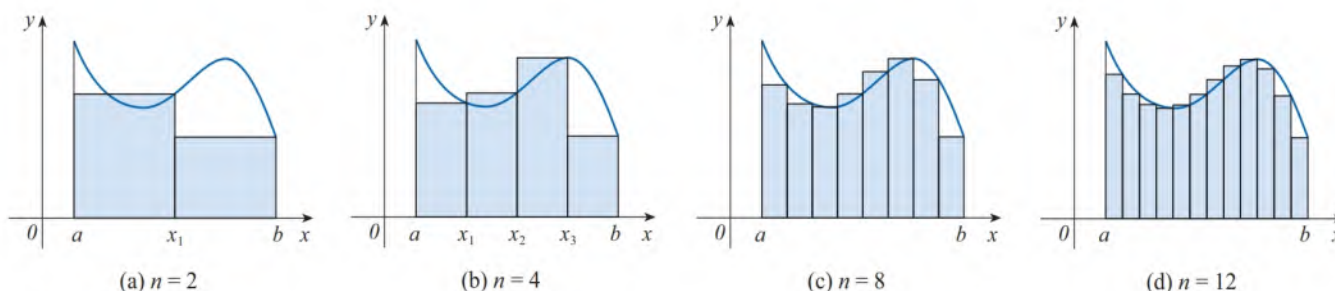 y
y
y
y
0 a x₁ b x
0 a x₁ x₂ x₃ b x
0 a b x
0 a b x
(a) n = 2
(b) n = 4
(c) n = 8
(d) n = 12